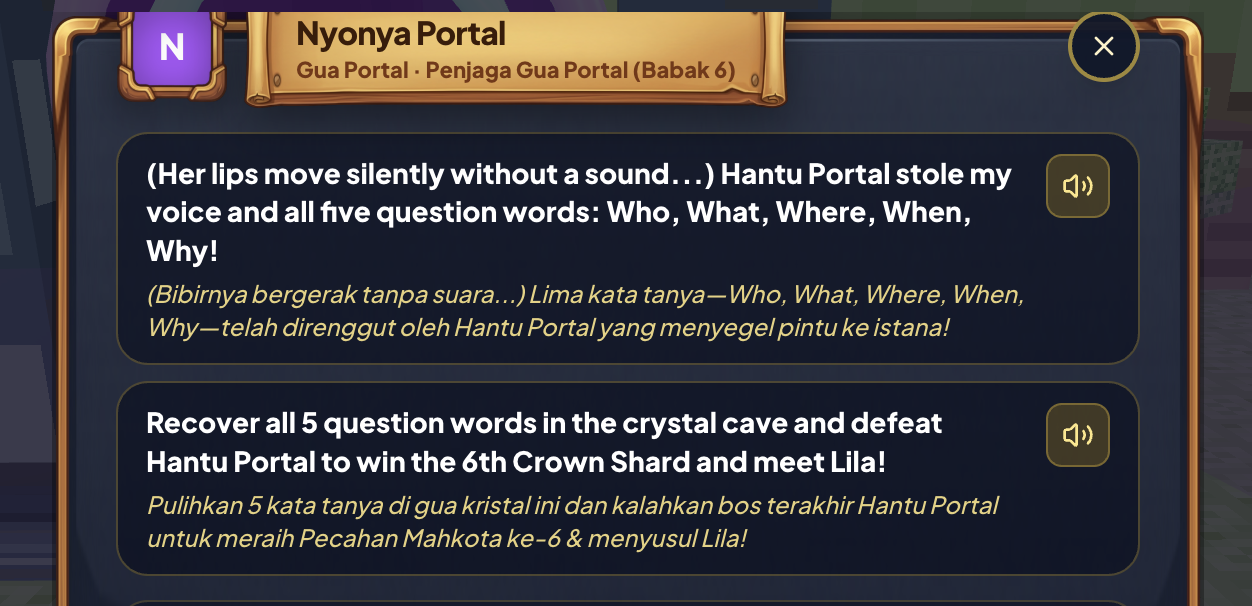 N
Nyonya Portal
Gua Portal · Penjaga Gua Portal (Babak 6)
(Her lips move silently without a sound...) Hantu Portal stole my
voice and all five question words: Who, What, Where, When,
Why!
(Bibirnya bergerak tanpa suara...) Lima kata tanya—Who, What, Where, When,
Why—telah direnggut oleh Hantu Portal yang menyegel pintu ke istana!
Recover all 5 question words in the crystal cave and defeat
Hantu Portal to win the 6th Crown Shard and meet Lila!
Pulihkan 5 kata tanya di gua kristal ini dan kalahkan bos terakhir Hantu Portal
untuk meraih Pecahan Mahkota ke-6 & menyusul Lila!